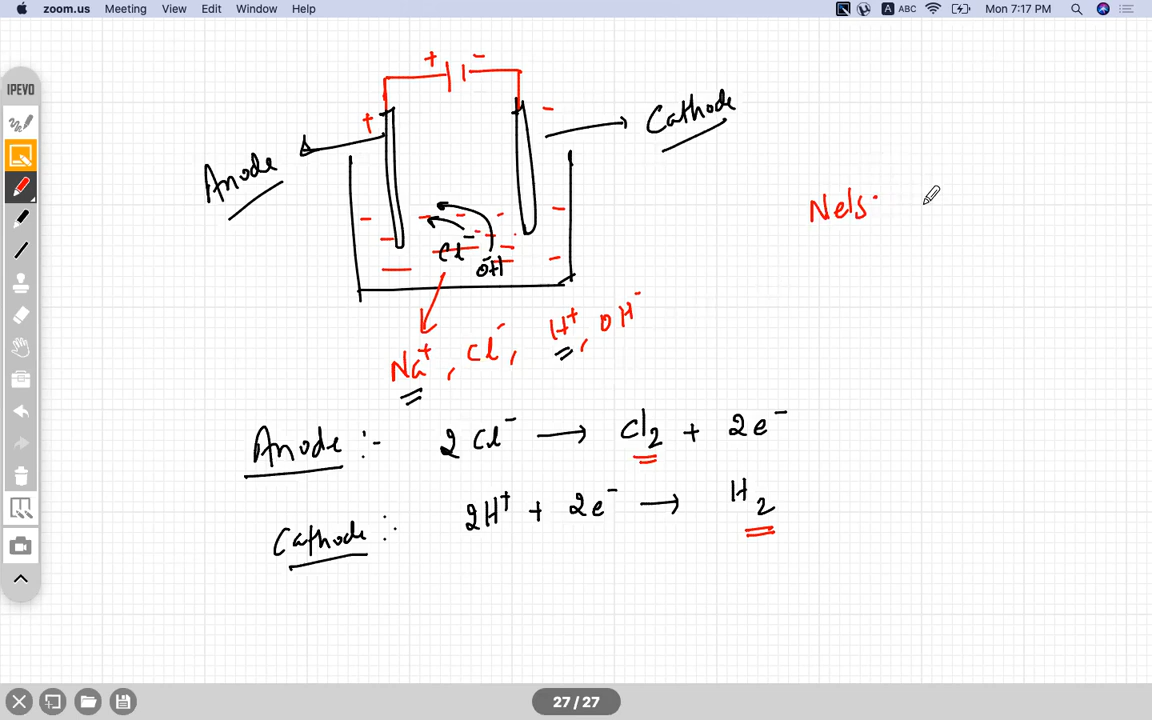 zoom.us Meeting View Edit Window Help
A ABC Mon 7:17 PM
IPEVO
+ -
+ -
Anode
Cathode
Nels.
Cl⁻
OH⁻
Na⁺, Cl⁻, H⁺, OH⁻
Anode :- 2Cl⁻ → Cl₂ + 2e⁻
Cathode : 2H⁺ + 2e⁻ → H₂
27 / 27